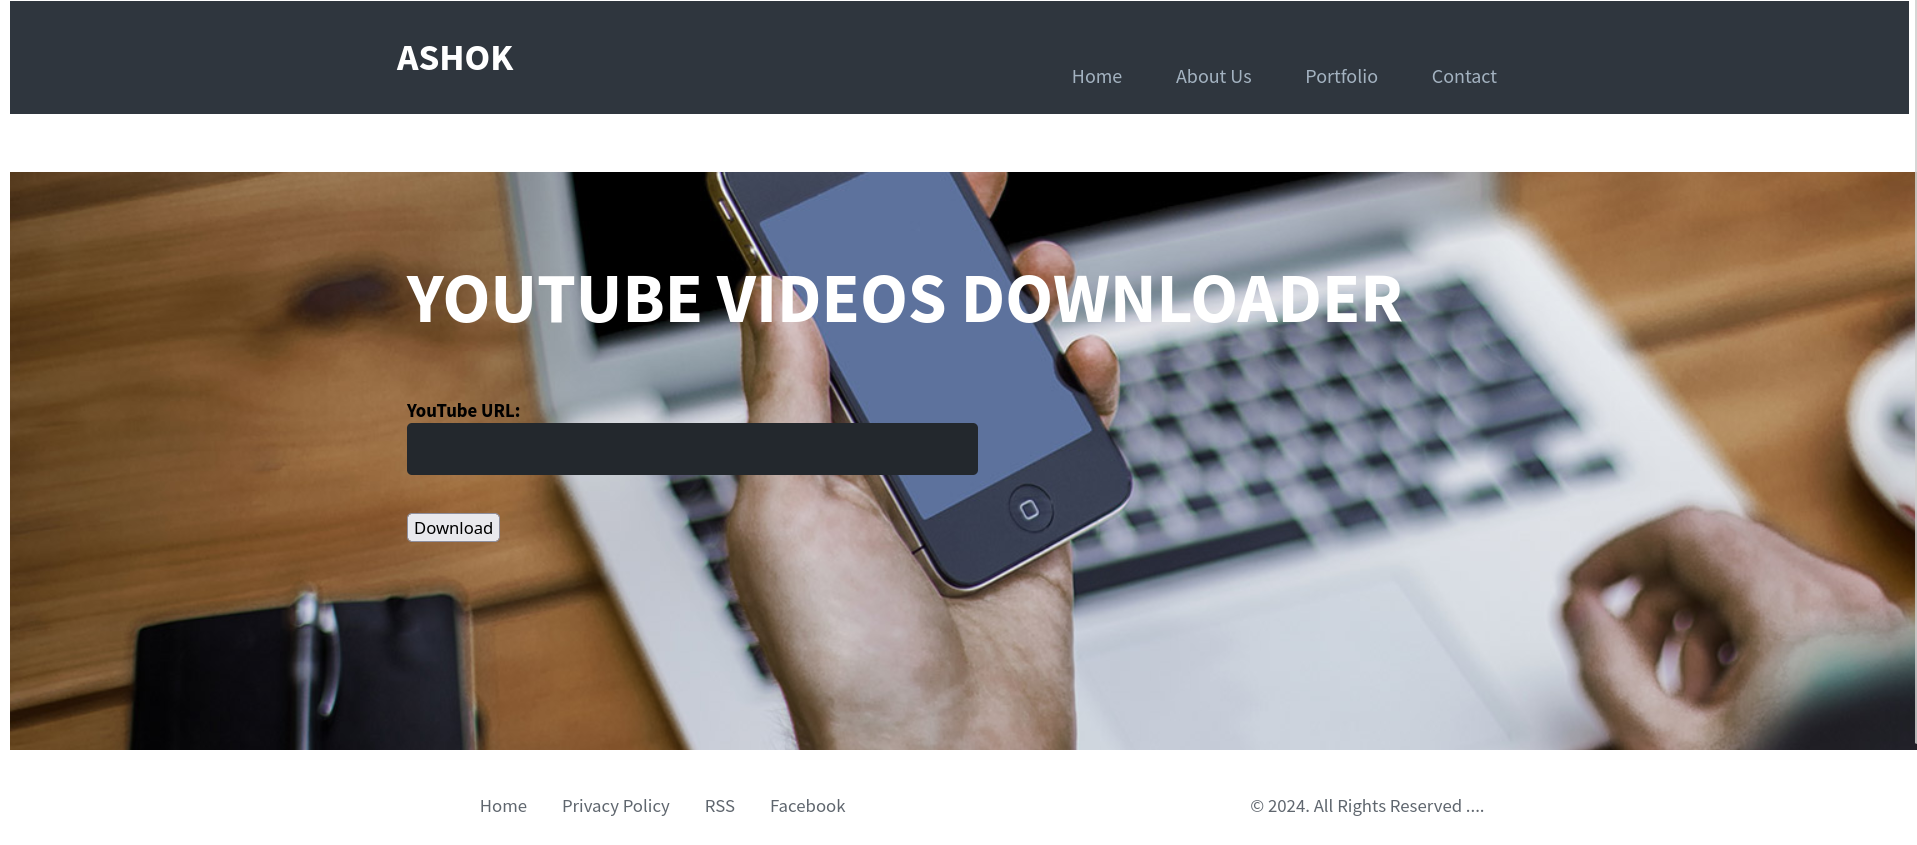 ASHOK
Home About Us Portfolio Contact
YOUTUBE VIDEOS DOWNLOADER
YouTube URL:
Download
Home Privacy Policy RSS Facebook
© 2024. All Rights Reserved ....